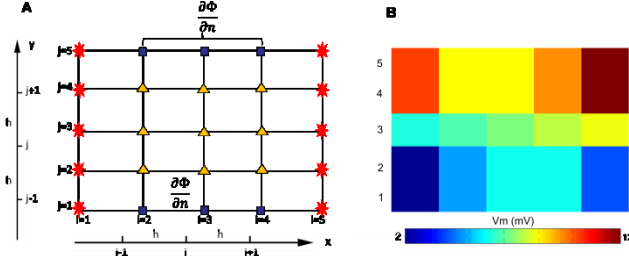 A
B
∂Φ
∂n
y
j=5
j=4
j=3
j=2
j=1
j+1
h
j
h
j-1
∂Φ
∂n
i=1
i=2
i=3
i=4
i=5
h
h
x
i-1
i
i+1
5
4
3
2
1
Vm (mV)
2